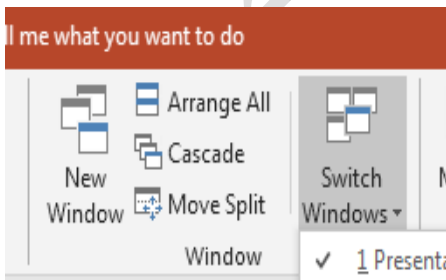 ll me what you want to do
Arrange All
Cascade
Move Split
New
Window
Switch
Windows
Window
1 Presenta